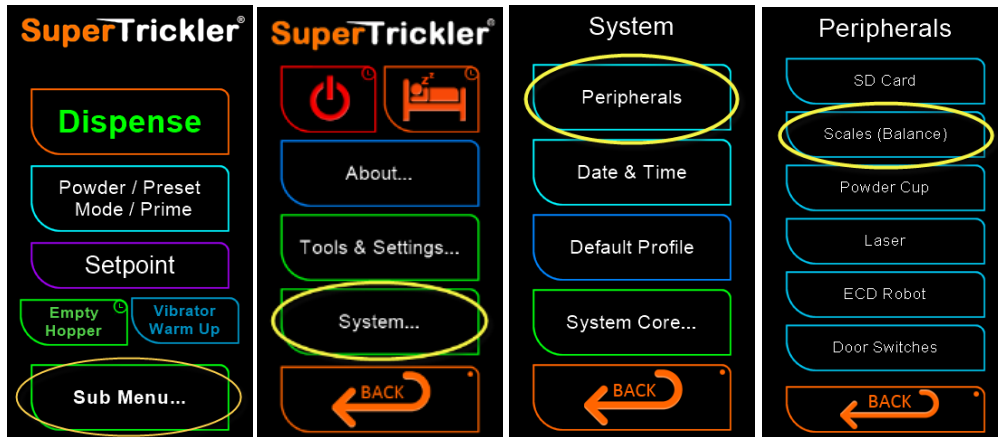 SuperTrickler®
Dispense
Powder / Preset
Mode / Prime
Setpoint
Empty
Hopper
Vibrator
Warm Up
Sub Menu...
SuperTrickler®
zz
About...
Tools & Settings...
System...
BACK
System
Peripherals
Date & Time
Default Profile
System Core...
BACK
Peripherals
SD Card
Scales (Balance)
Powder Cup
Laser
ECD Robot
Door Switches
BACK